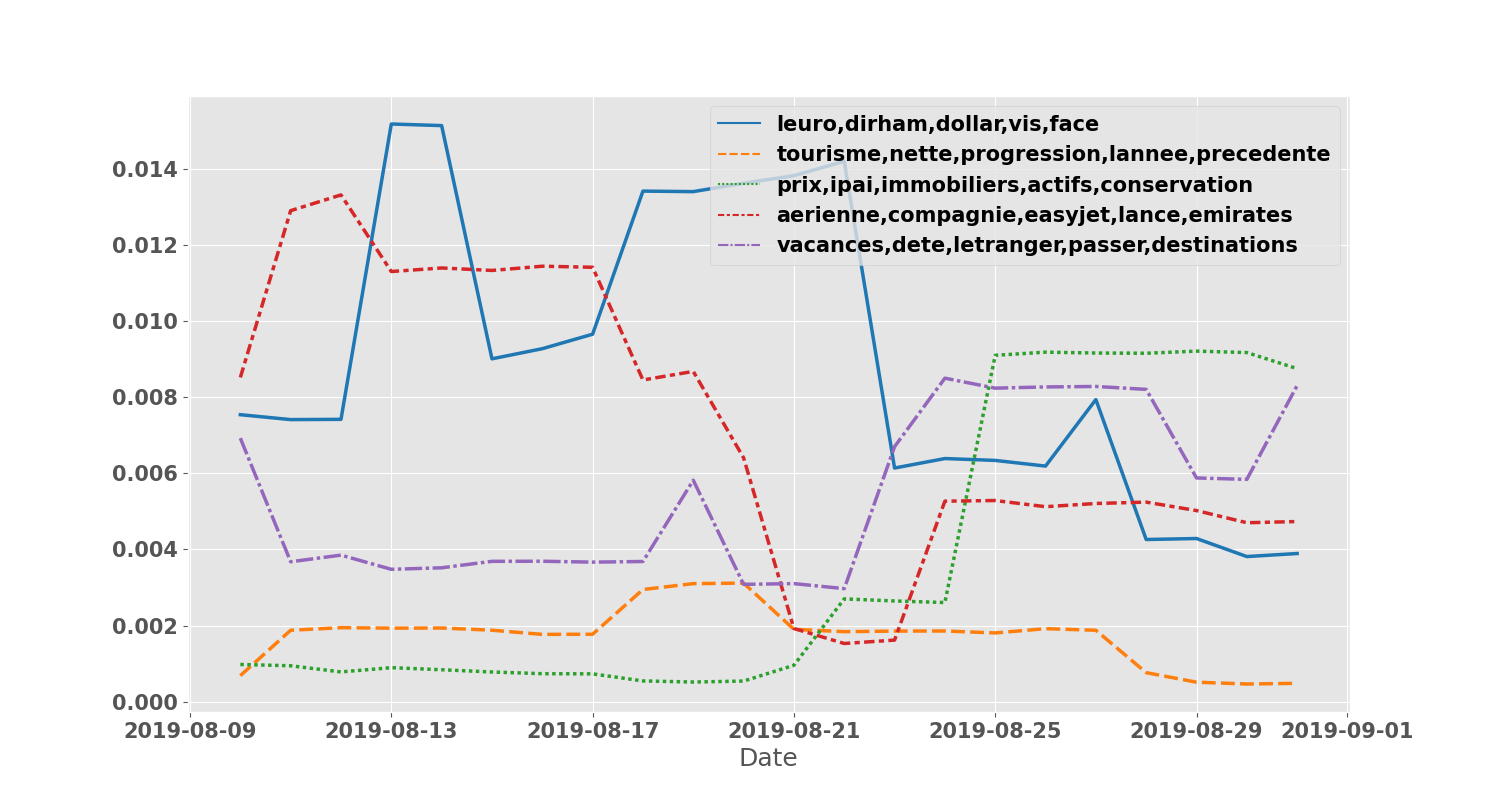 leuro,dirham,dollar,vis,face
tourisme,nette,progression,lannee,precedente
prix,ipai,immobiliers,actifs,conservation
aerienne,compagnie,easyjet,lance,emirates
vacances,dete,letranger,passer,destinations
0.014
0.012
0.010
0.008
0.006
0.004
0.002
0.000
2019-08-09 2019-08-13 2019-08-17 2019-08-21 2019-08-25 2019-08-29 2019-09-01
Date